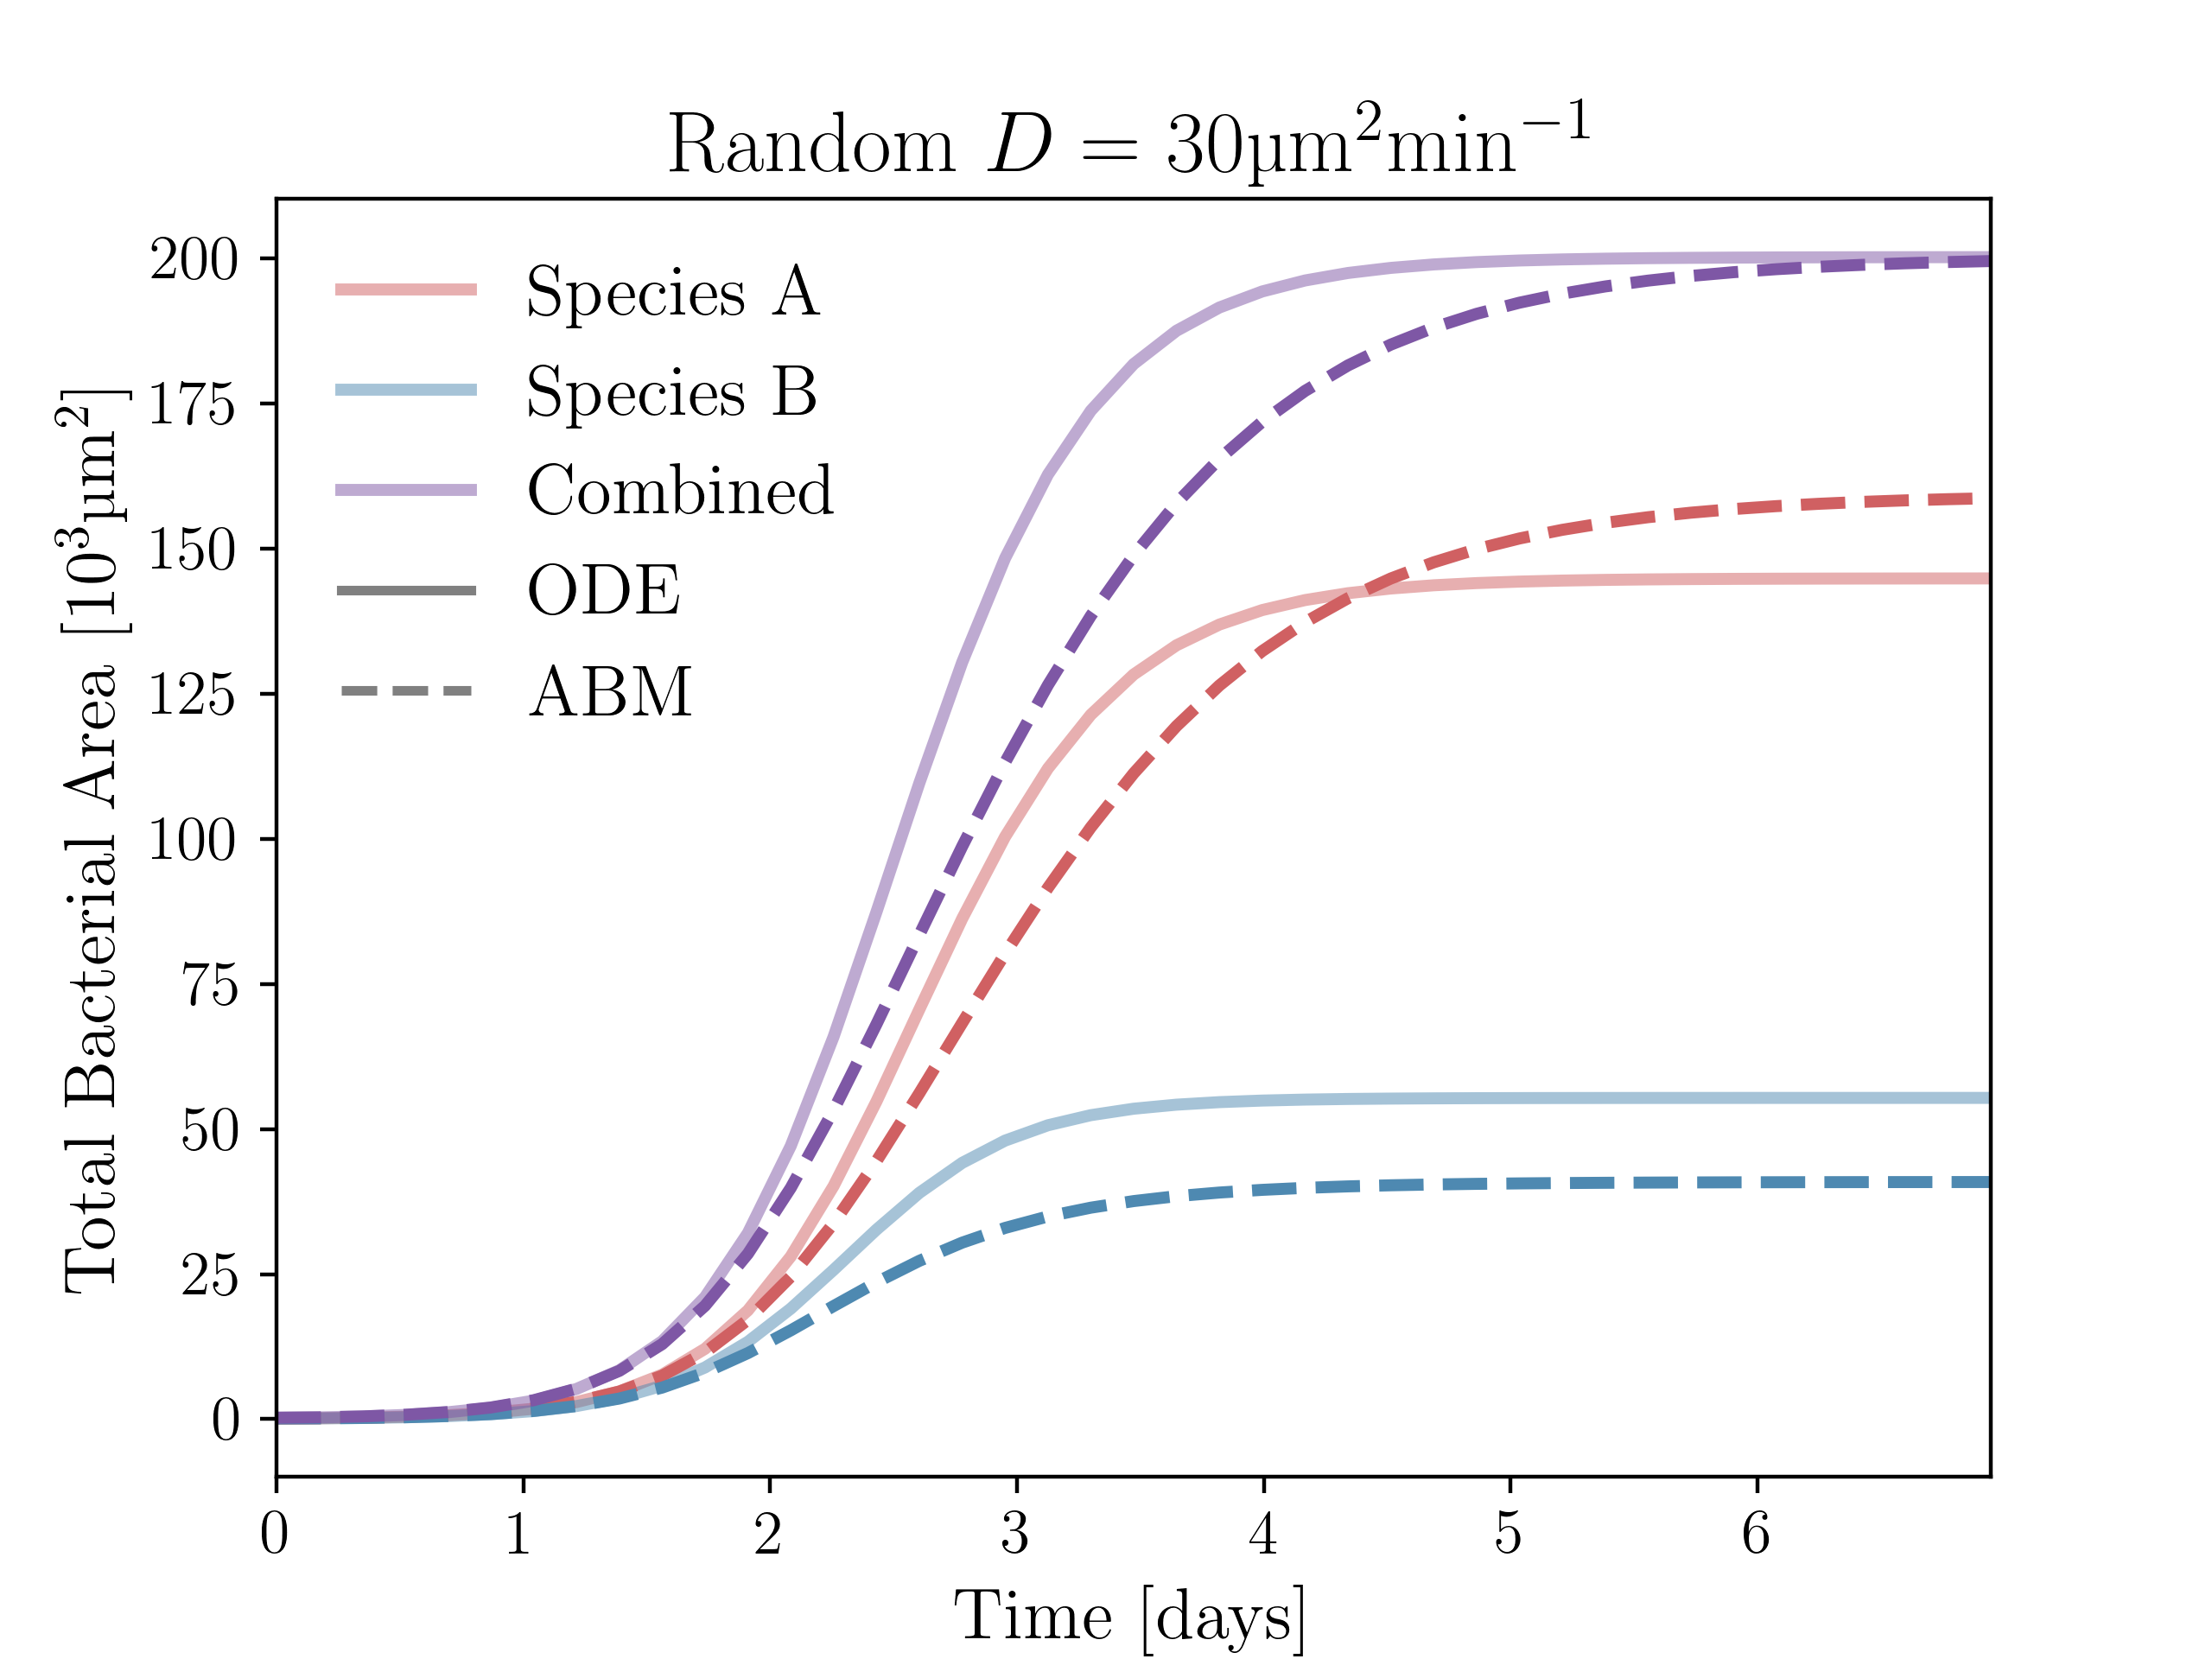 Random D = 30µm²min⁻¹
Total Bacterial Area [10³µm²]
200
175
150
125
100
75
50
25
0
Species A
Species B
Combined
ODE
ABM
0 1 2 3 4 5 6
Time [days]